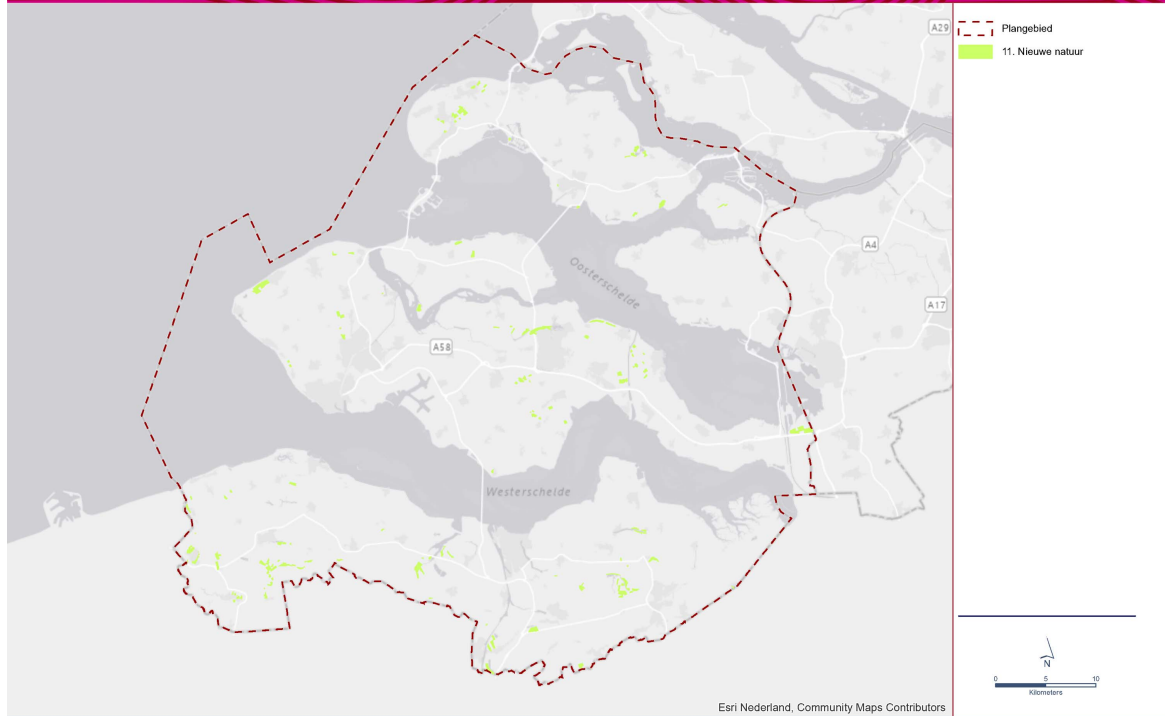 A29
Plangebied
11. Nieuwe natuur
A4
Oosterschelde
A17
A58
Westerschelde
N
0 5 10
Kilometers
Esri Nederland, Community Maps Contributors